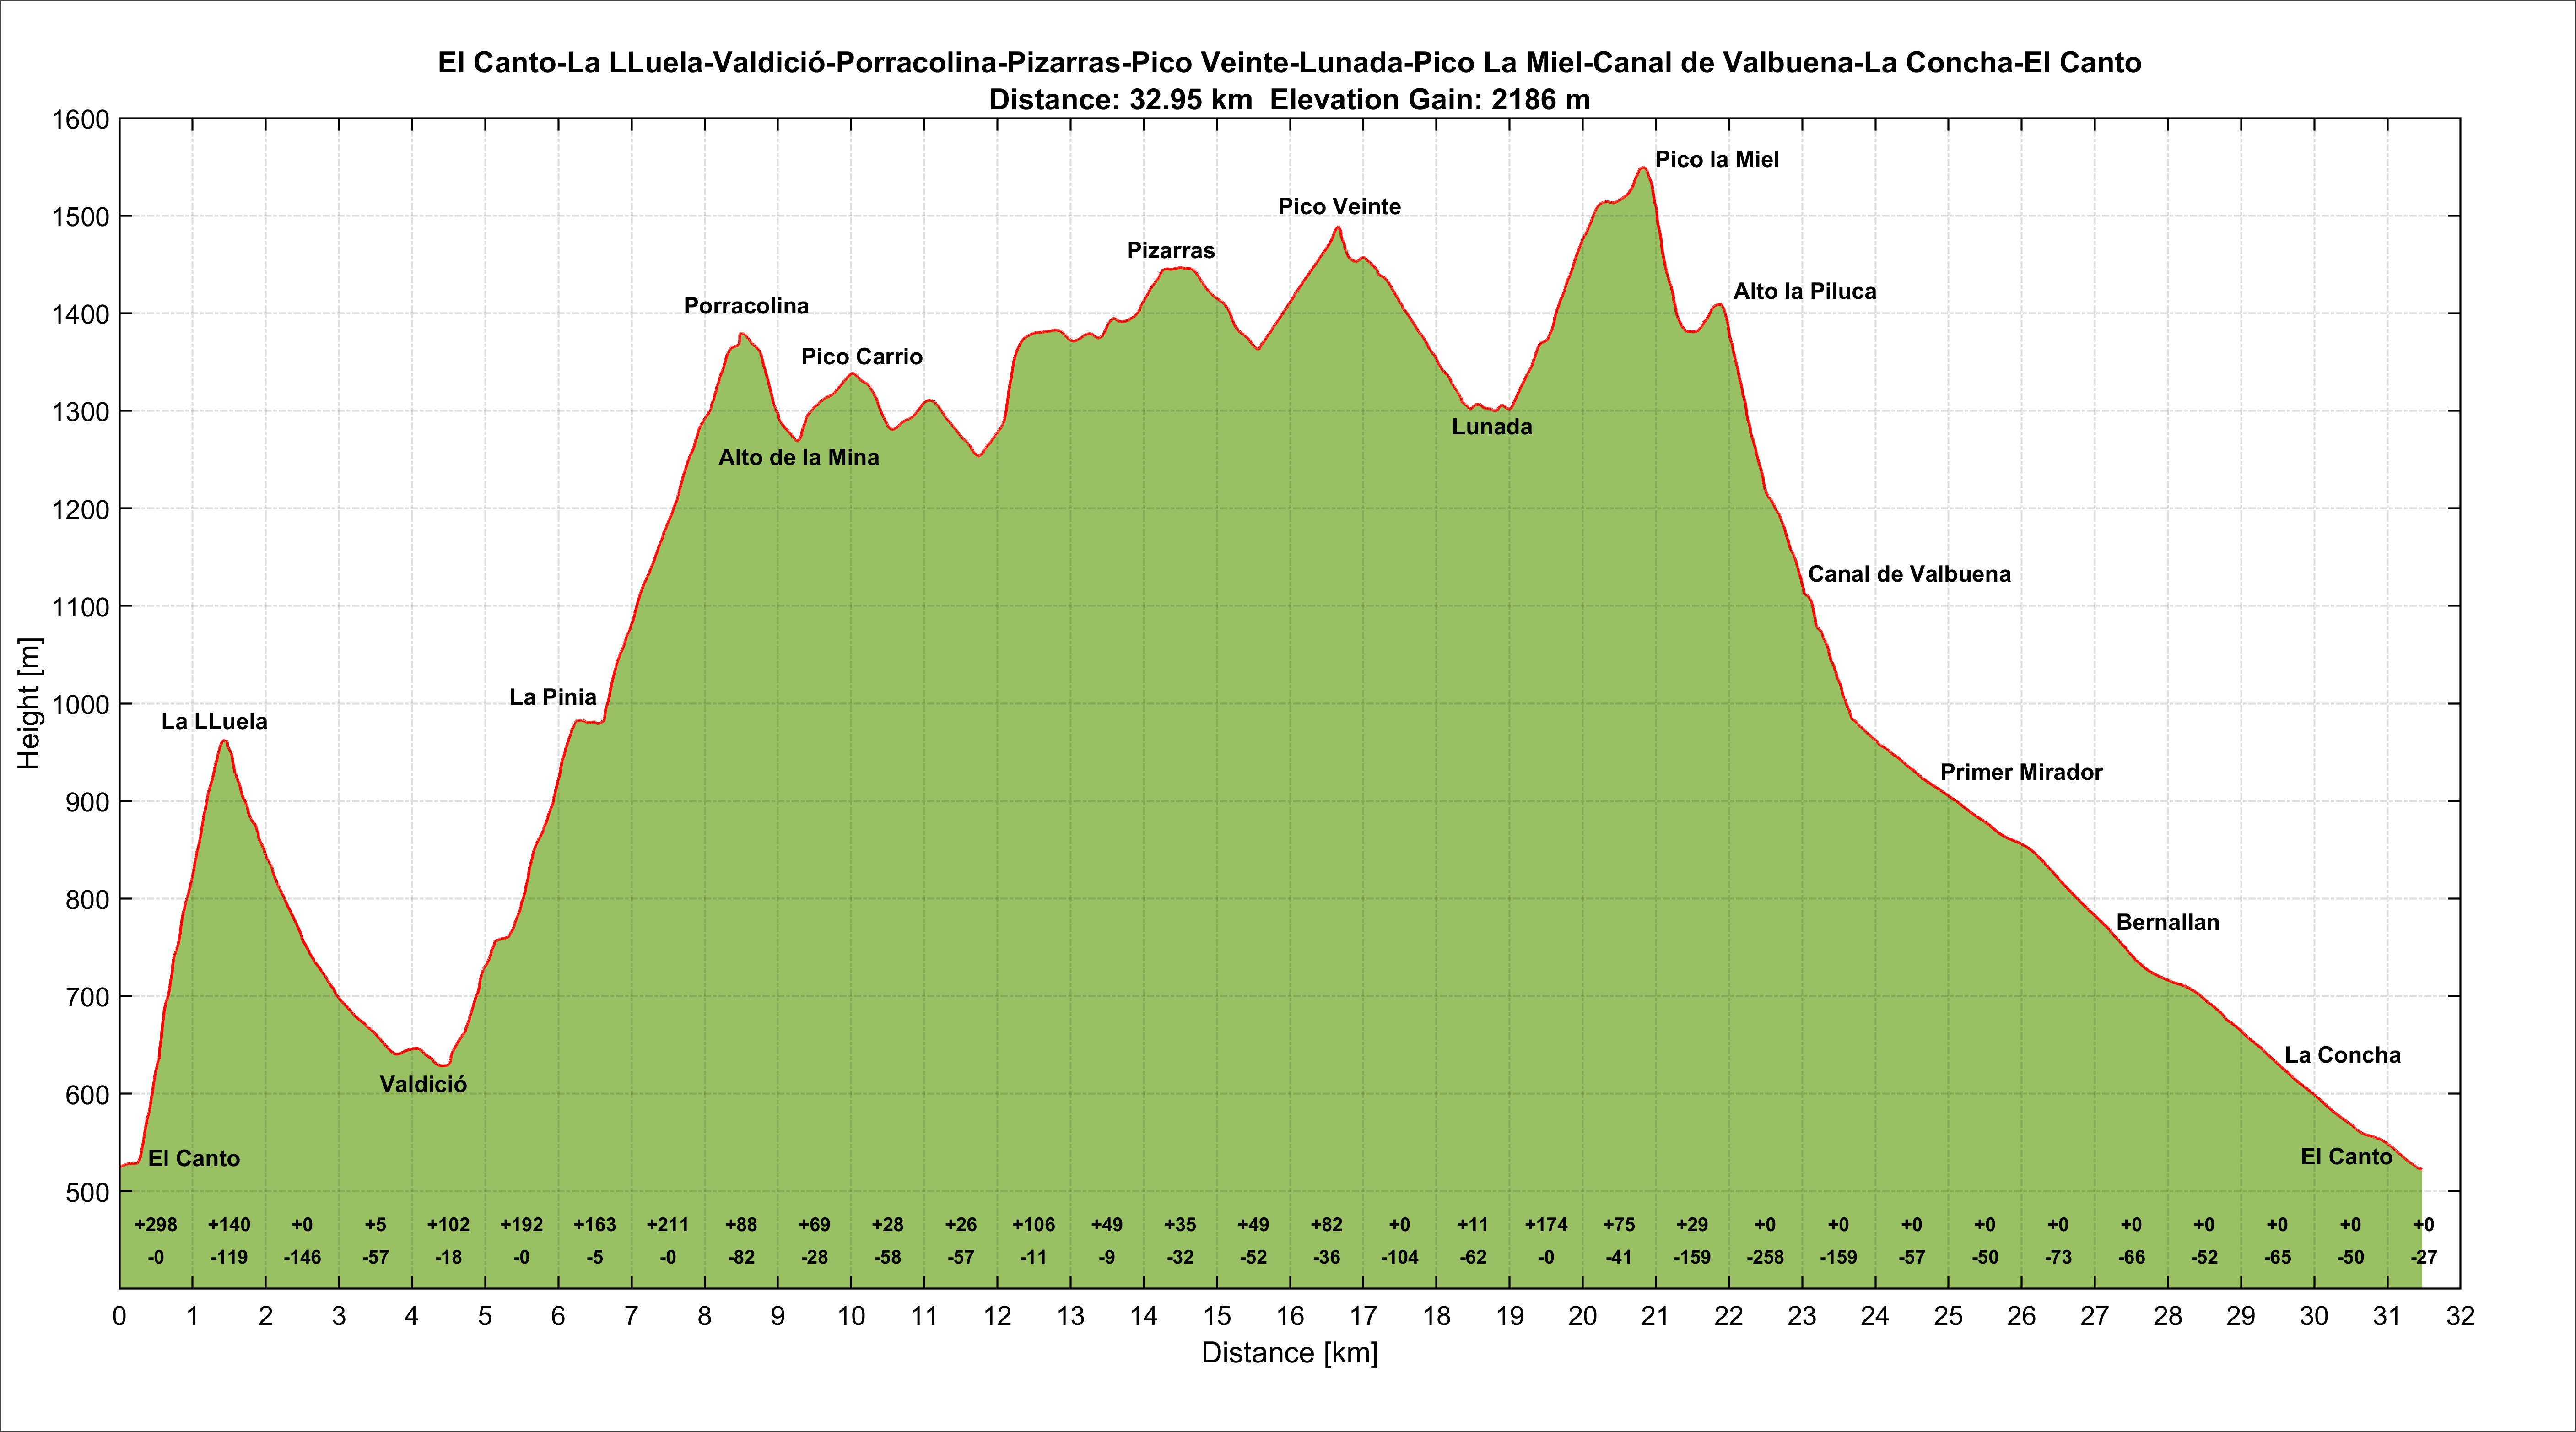 El Canto-La LLuela-Valdició-Porracolina-Pizarras-Pico Veinte-Lunada-Pico La Miel-Canal de Valbuena-La Concha-El Canto
Distance: 32.95 km  Elevation Gain: 2186 m
1600
1500
1400
1300
1200
1100
1000
900
800
700
600
500
Height [m]
Pico la Miel
Pico Veinte
Pizarras
Alto la Piluca
Porracolina
Pico Carrio
Lunada
Alto de la Mina
Canal de Valbuena
La Pinia
La LLuela
Primer Mirador
Bernallan
La Concha
Valdició
El Canto
El Canto
+298 +140 +0 +5 +102 +192 +163 +211 +88 +69 +28 +26 +106 +49 +35 +49 +82 +0 +11 +174 +75 +29 +0 +0 +0 +0 +0 +0 +0 +0 +0 +0
-0 -119 -146 -57 -18 -0 -5 -0 -82 -28 -58 -57 -11 -9 -32 -52 -36 -104 -62 -0 -41 -159 -258 -159 -57 -50 -73 -66 -52 -65 -50 -27
0 1 2 3 4 5 6 7 8 9 10 11 12 13 14 15 16 17 18 19 20 21 22 23 24 25 26 27 28 29 30 31 32
Distance [km]